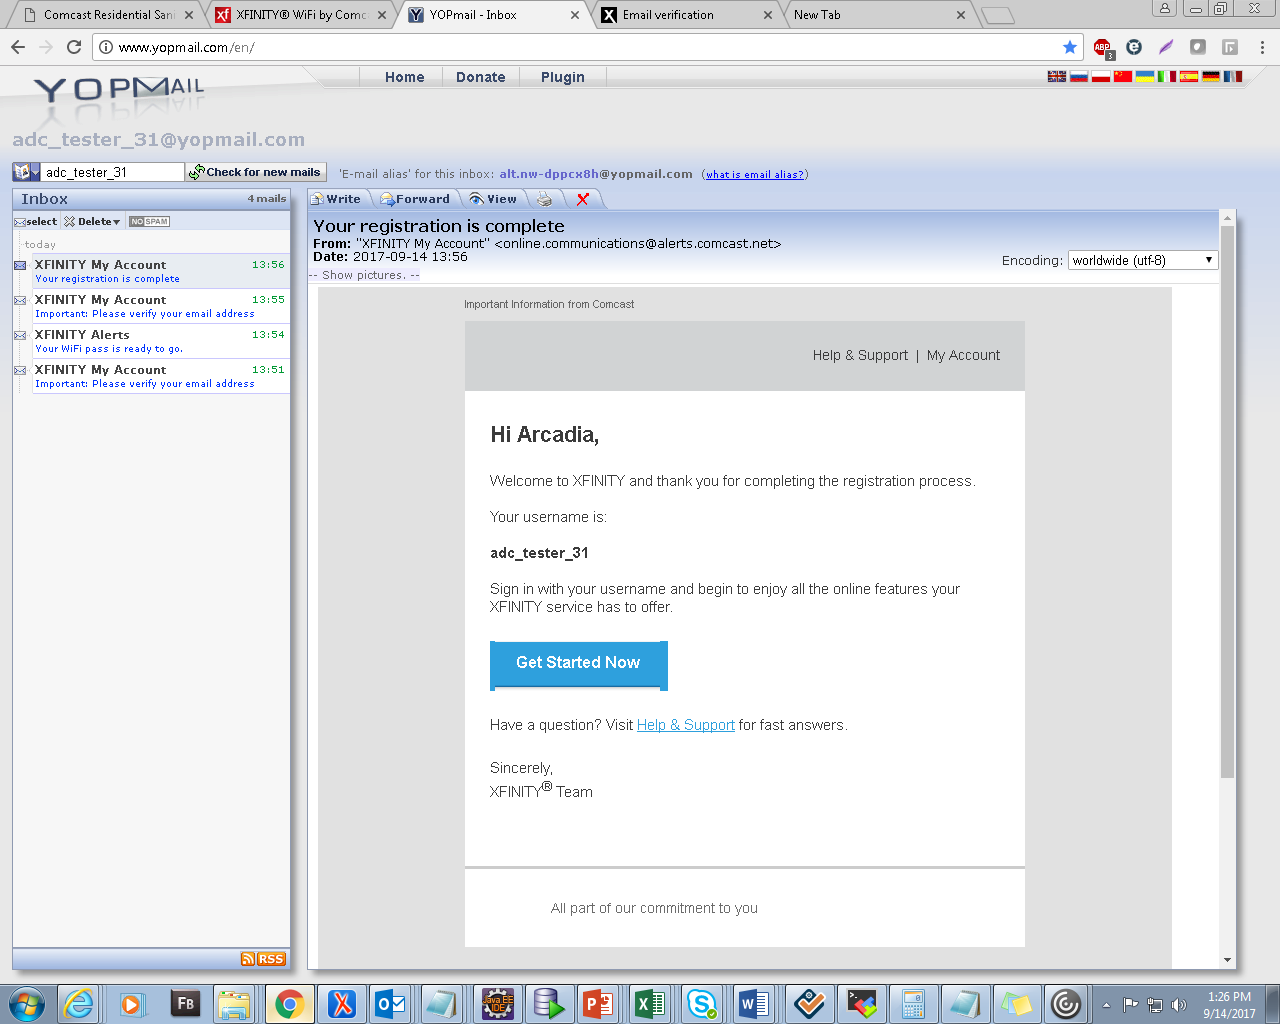 Comcast Residential Sani
XFINITY® WiFi by Comc
YOPmail - Inbox
Email verification
New Tab
www.yopmail.com/en/
ABP
3
YOPMAIL
Home
Donate
Plugin
adc_tester_31@yopmail.com
adc_tester_31
Check for new mails
'E-mail alias' for this inbox: alt.nw-dppcx8h@yopmail.com (what is email alias?)
Inbox
4 mails
select
Delete
NO SPAM
today
XFINITY My Account 13:56
Your registration is complete
XFINITY My Account 13:55
Important: Please verify your email address
XFINITY Alerts 13:54
Your WiFi pass is ready to go.
XFINITY My Account 13:51
Important: Please verify your email address
RSS
Write
Forward
View
Your registration is complete
From: "XFINITY My Account" <online.communications@alerts.comcast.net>
Date: 2017-09-14 13:56
Encoding: worldwide (utf-8)
-- Show pictures. --
Important Information from Comcast
Help & Support | My Account
Hi Arcadia,
Welcome to XFINITY and thank you for completing the registration process.
Your username is:
adc_tester_31
Sign in with your username and begin to enjoy all the online features your
XFINITY service has to offer.
Get Started Now
Have a question? Visit Help & Support for fast answers.
Sincerely,
XFINITY® Team
All part of our commitment to you
FB
Java EE
IDE
1:26 PM
9/14/2017